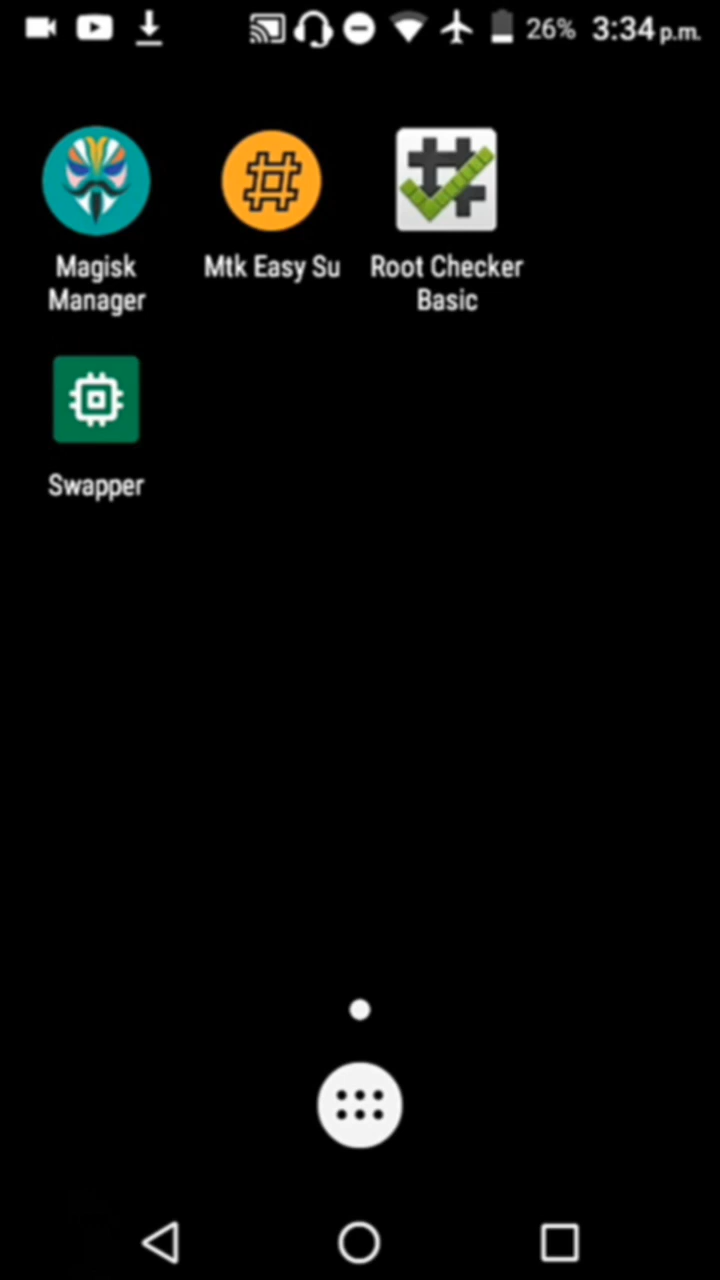 26% 3:34 p.m.
Magisk
Manager
Mtk Easy Su
Root Checker
Basic
Swapper